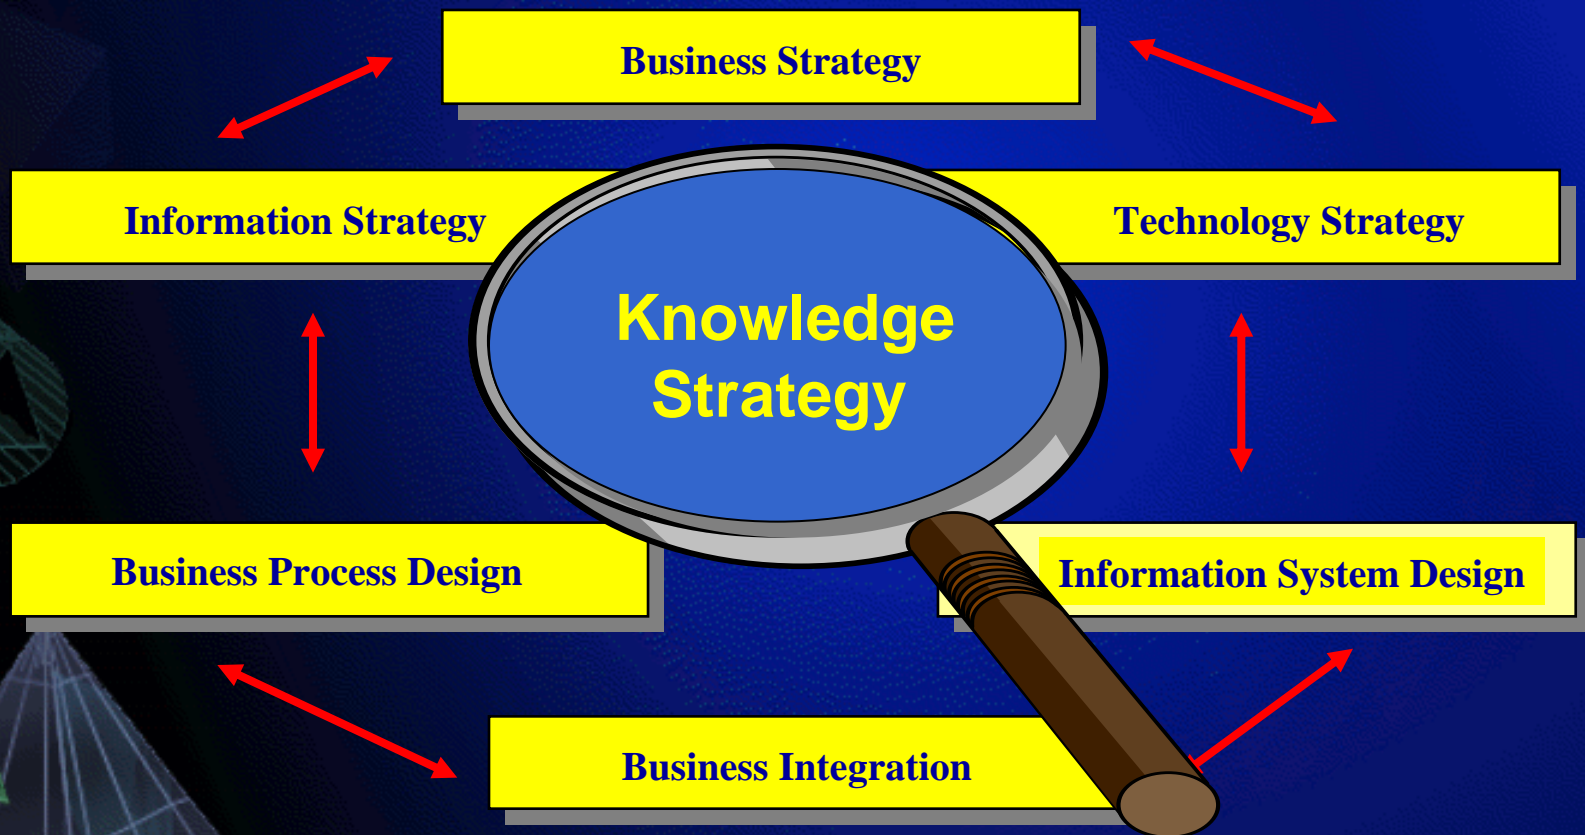 Business Strategy
Information Strategy
Technology Strategy
Knowledge
Strategy
Business Process Design
Information System Design
Business Integration